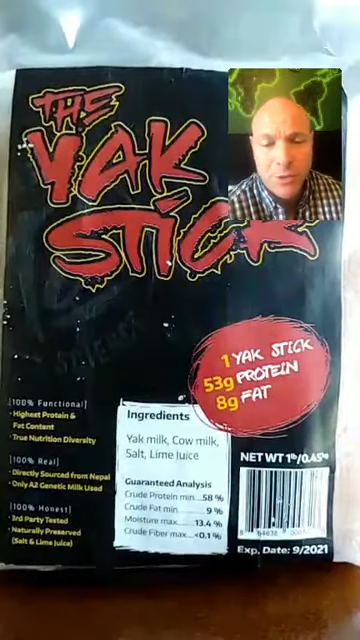 THE
YAK
STICK
1 YAK STICK
53g PROTEIN
8g FAT
[100% Functional]
· Highest Protein &
Fat Content
· True Nutrition Diversity
[100% Real]
· Directly Sourced from Nepal
· Only A2 Genetic Milk Used
[100% Honest]
· 3rd Party Tested
· Naturally Preserved
(Salt & Lime Juice)
Ingredients
Yak milk, Cow milk,
Salt, Lime Juice
Guaranteed Analysis
Crude Protein min...58 %
Crude Fat min......... 9 %
Moisture max........13.4 %
Crude Fiber max...<0.1 %
NET WT 1lb/0.45kg
Exp. Date: 9/2021